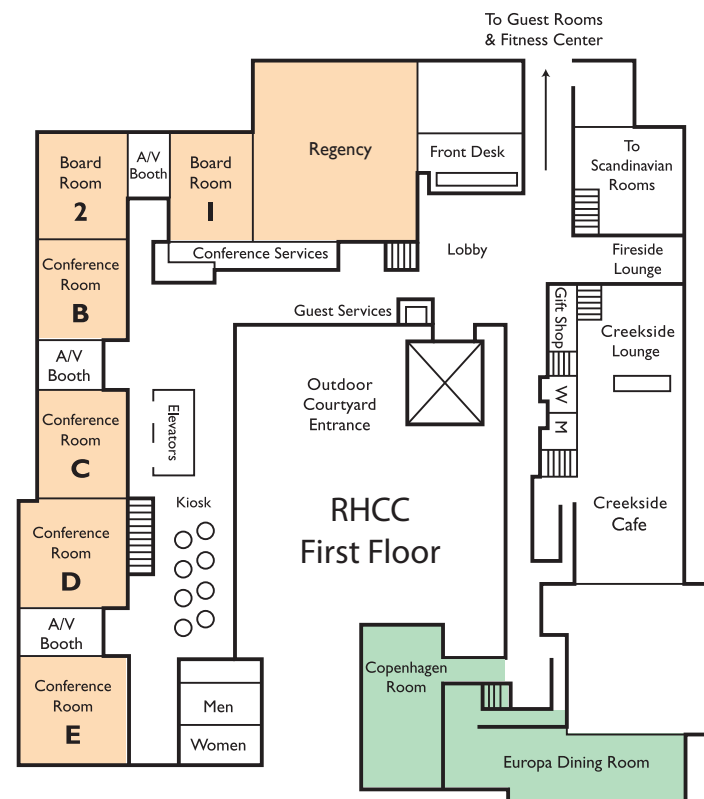 To Guest Rooms
& Fitness Center
Regency
Front Desk
To
Scandinavian
Rooms
Board
Room
2
A/V
Booth
Board
Room
1
Conference Services
Lobby
Fireside
Lounge
Conference
Room
B
Guest Services
Gift Shop
Creekside
Lounge
A/V
Booth
Outdoor
Courtyard
Entrance
W
M
Conference
Room
C
Elevators
Kiosk
RHCC
First Floor
Creekside
Cafe
Conference
Room
D
A/V
Booth
Conference
Room
E
Men
Women
Copenhagen
Room
Europa Dining Room